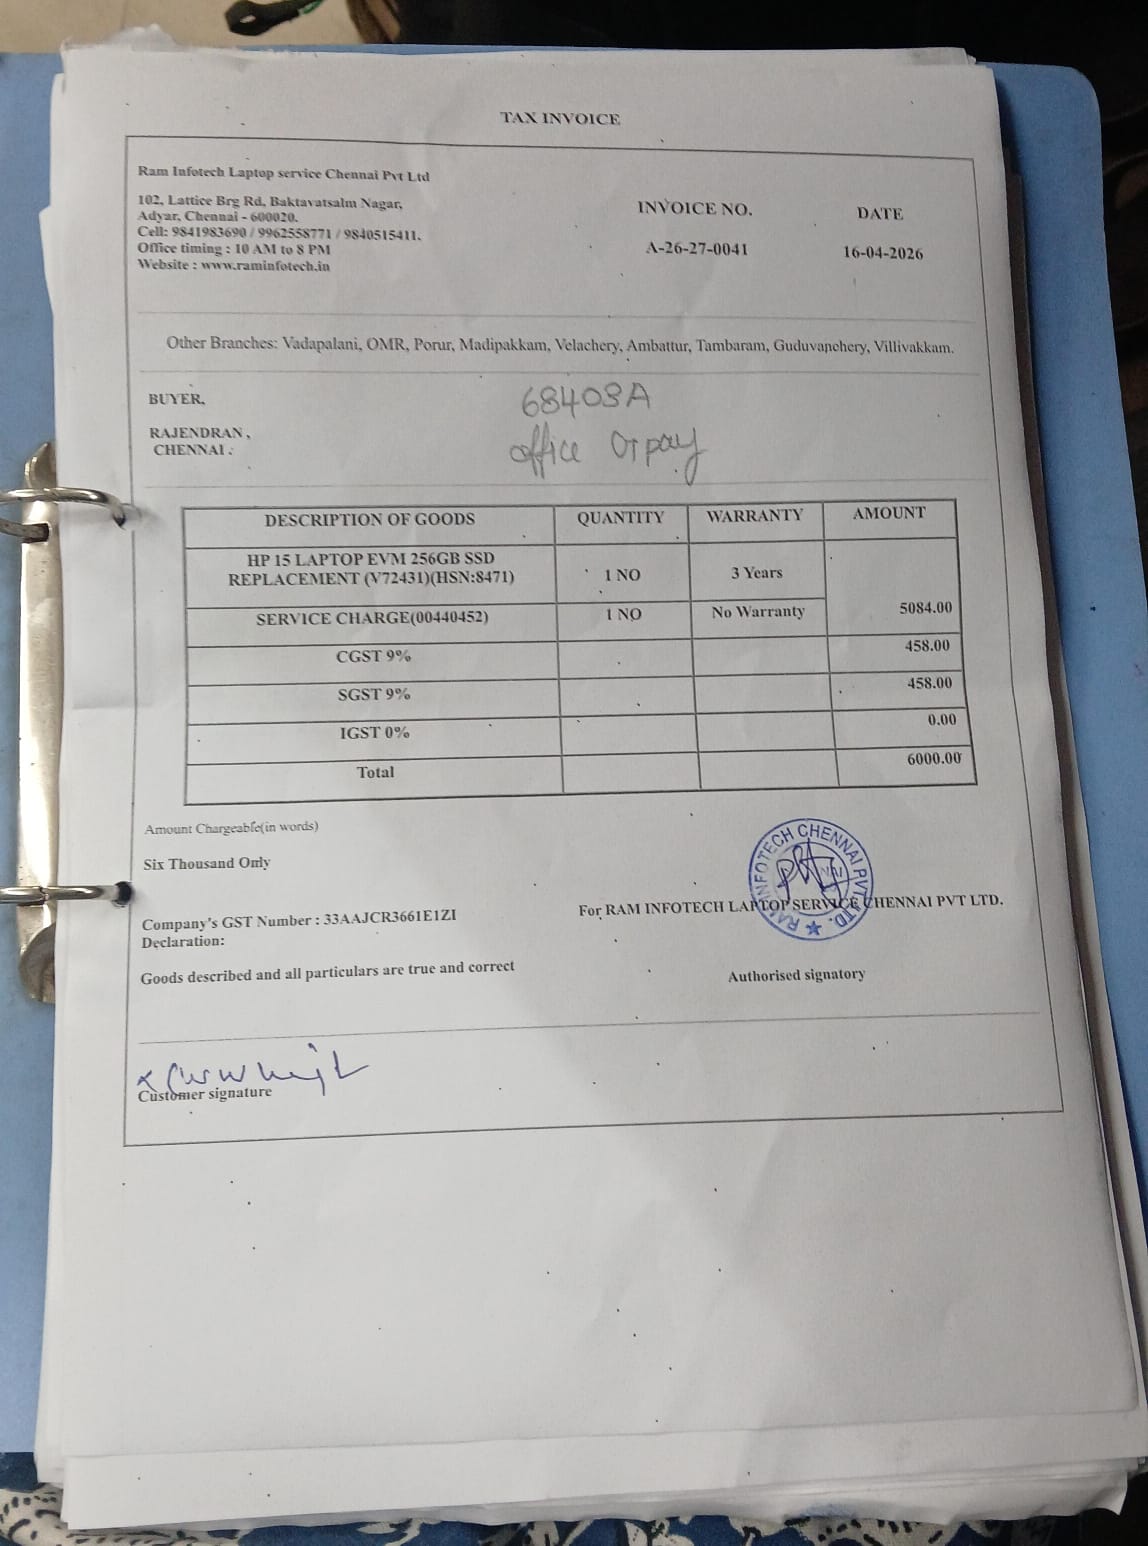 TAX INVOICE
Ram Infotech Laptop service Chennai Pvt Ltd
102, Lattice Brg Rd, Baktavatsalm Nagar,
Adyar, Chennai - 600020.
Cell: 9841983690 / 9962558771 / 9840515411.
Office timing : 10 AM to 8 PM
Website : www.raminfotech.in
INVOICE NO. DATE
A-26-27-0041 16-04-2026
Other Branches: Vadapalani, OMR, Porur, Madipakkam, Velachery, Ambattur, Tambaram, Guduvanchery, Villivakkam.
BUYER,
RAJENDRAN,
CHENNAI.
68408A
office Grpay
DESCRIPTION OF GOODS QUANTITY WARRANTY AMOUNT
HP 15 LAPTOP EVM 256GB SSD
REPLACEMENT (V72431)(HSN:8471) 1 NO 3 Years
SERVICE CHARGE(00440452) 1 NO No Warranty 5084.00
CGST 9% 458.00
SGST 9% 458.00
IGST 0% 0.00
Total 6000.00
Amount Chargeable(in words)
Six Thousand Only
Company's GST Number : 33AAJCR3661E1ZI
Declaration:
Goods described and all particulars are true and correct
For RAM INFOTECH LAPTOP SERVICE CHENNAI PVT LTD.
RAM INFOTECH CHENNAI PVT. LTD.
Authorised signatory
Customer signature